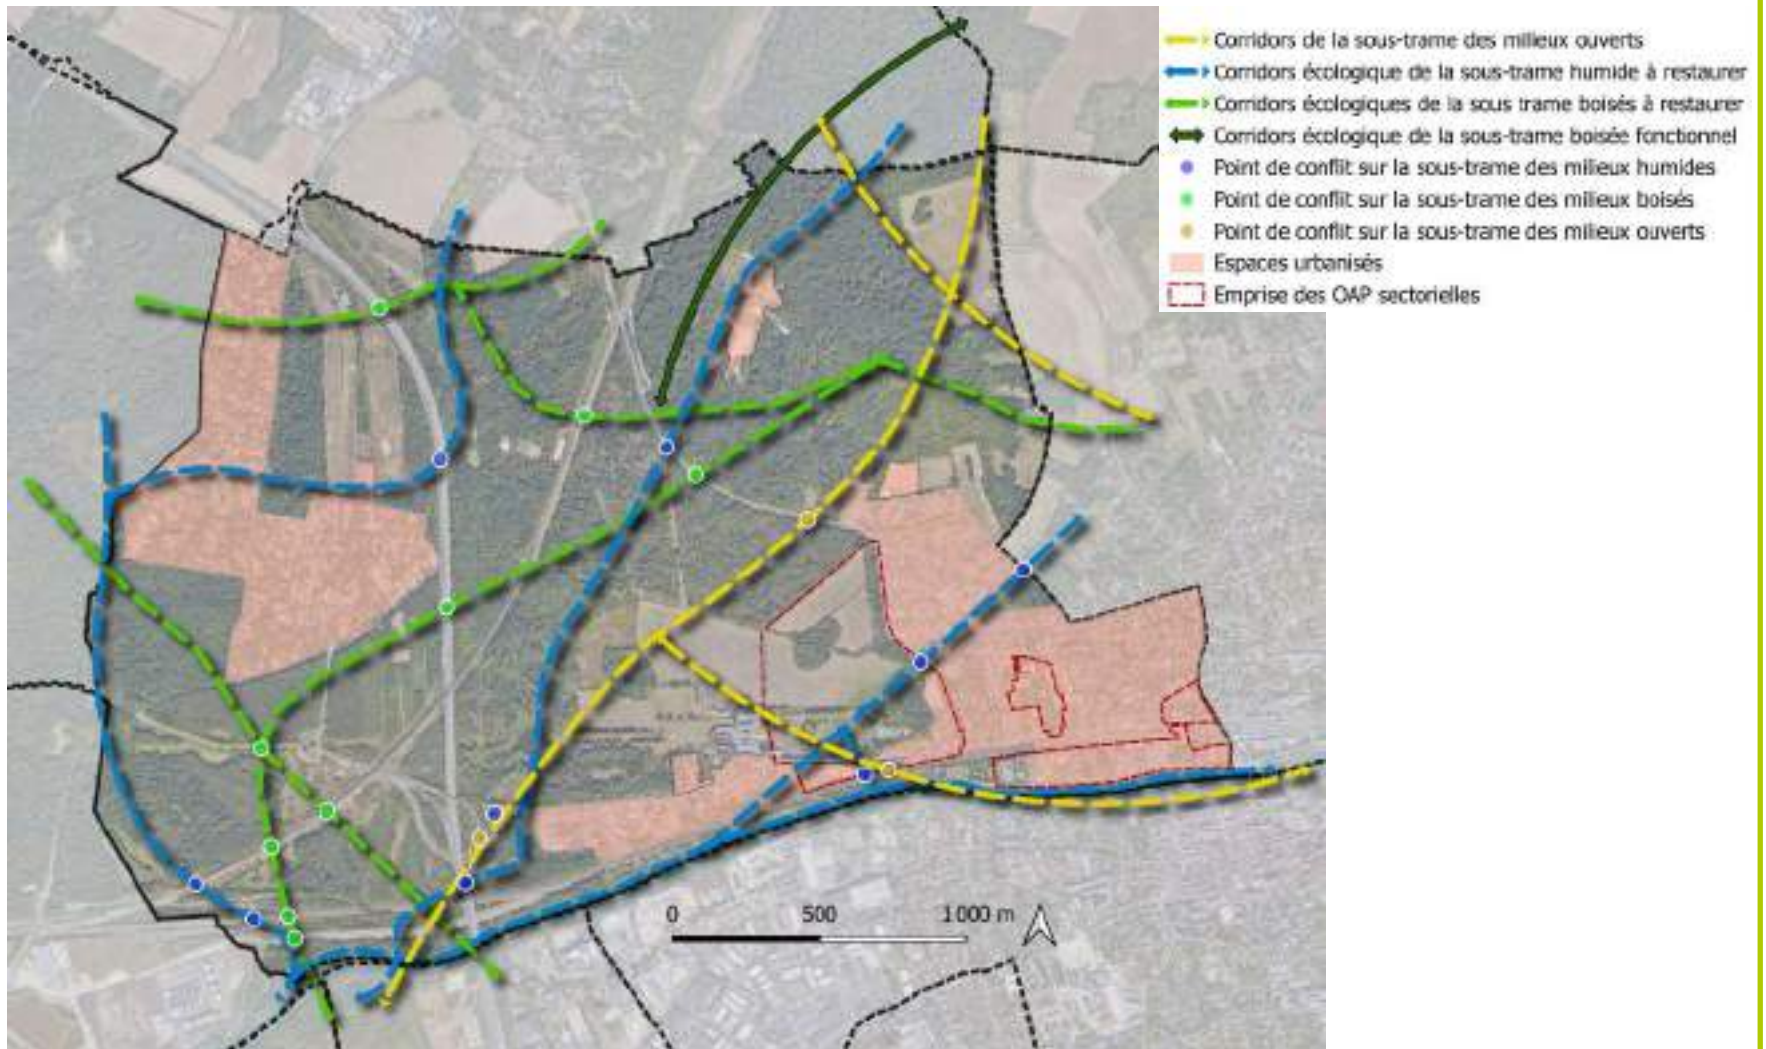 Corridors de la sous-trame des milieux ouverts
Corridors écologique de la sous-trame humide à restaurer
Corridors écologiques de la sous trame boisés à restaurer
Corridors écologique de la sous-trame boisée fonctionnel
Point de conflit sur la sous-trame des milieux humides
Point de conflit sur la sous-trame des milieux boisés
Point de conflit sur la sous-trame des milieux ouverts
Espaces urbanisés
Emprise des OAP sectorielles
0 500 1 000 m